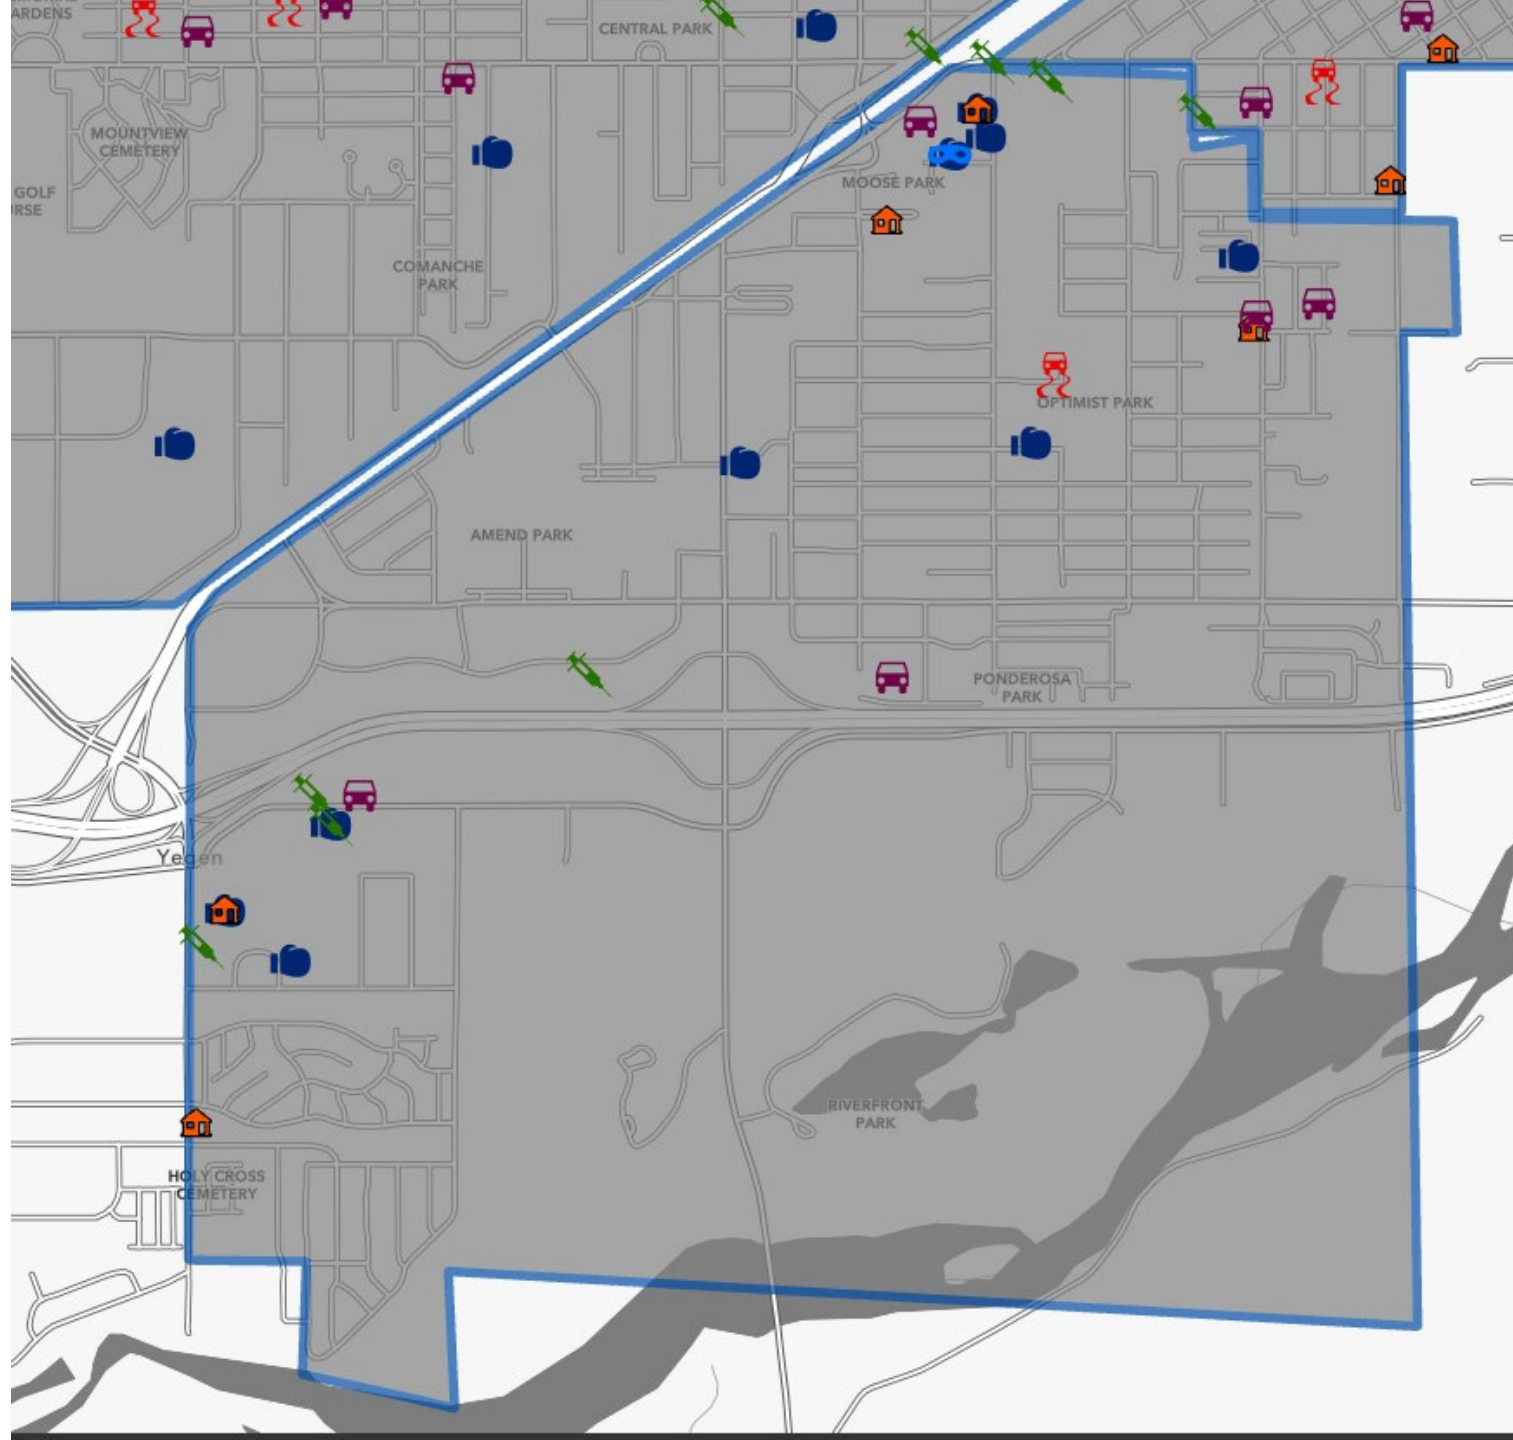 ARDENS
CENTRAL PARK
MOUNTVIEW
CEMETERY
MOOSE PARK
GOLF
RSE
COMANCHE
PARK
OPTIMIST PARK
AMEND PARK
PONDEROSA
PARK
Yegen
RIVERFRONT
PARK
HOLY CROSS
CEMETERY